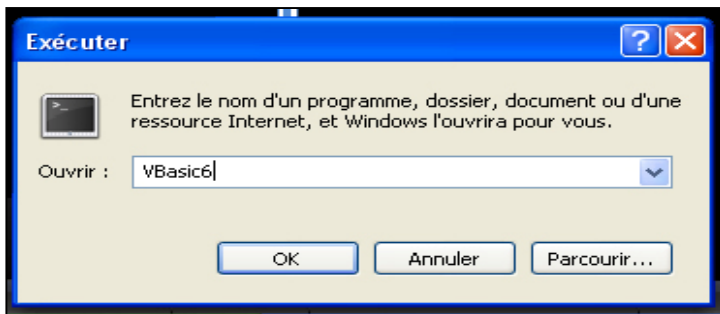 Exécuter
Entrez le nom d'un programme, dossier, document ou d'une
ressource Internet, et Windows l'ouvrira pour vous.
Ouvrir :
VBasic6
OK
Annuler
Parcourir...